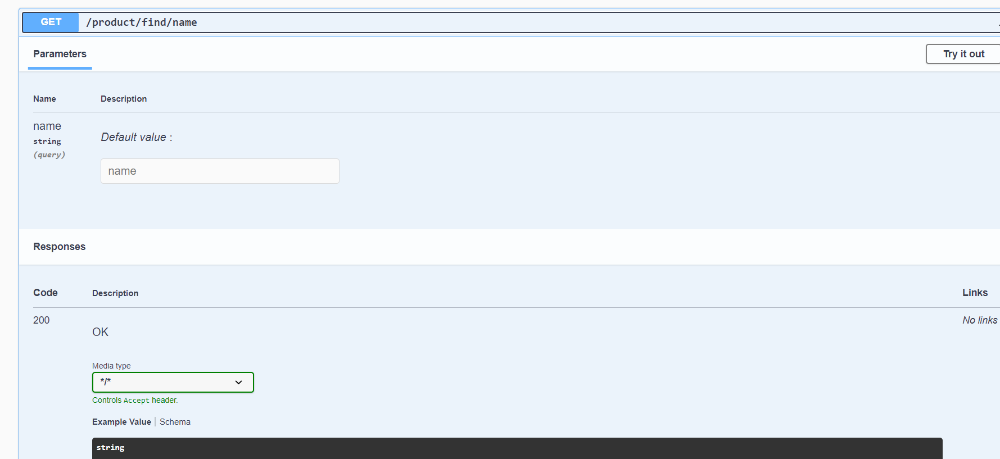 GET /product/find/name
Parameters
Try it out
Name Description
name
string
(query)
Default value :
name
Responses
Code Description Links
200
OK
No links
Media type
*/*
Controls Accept header.
Example Value Schema
string